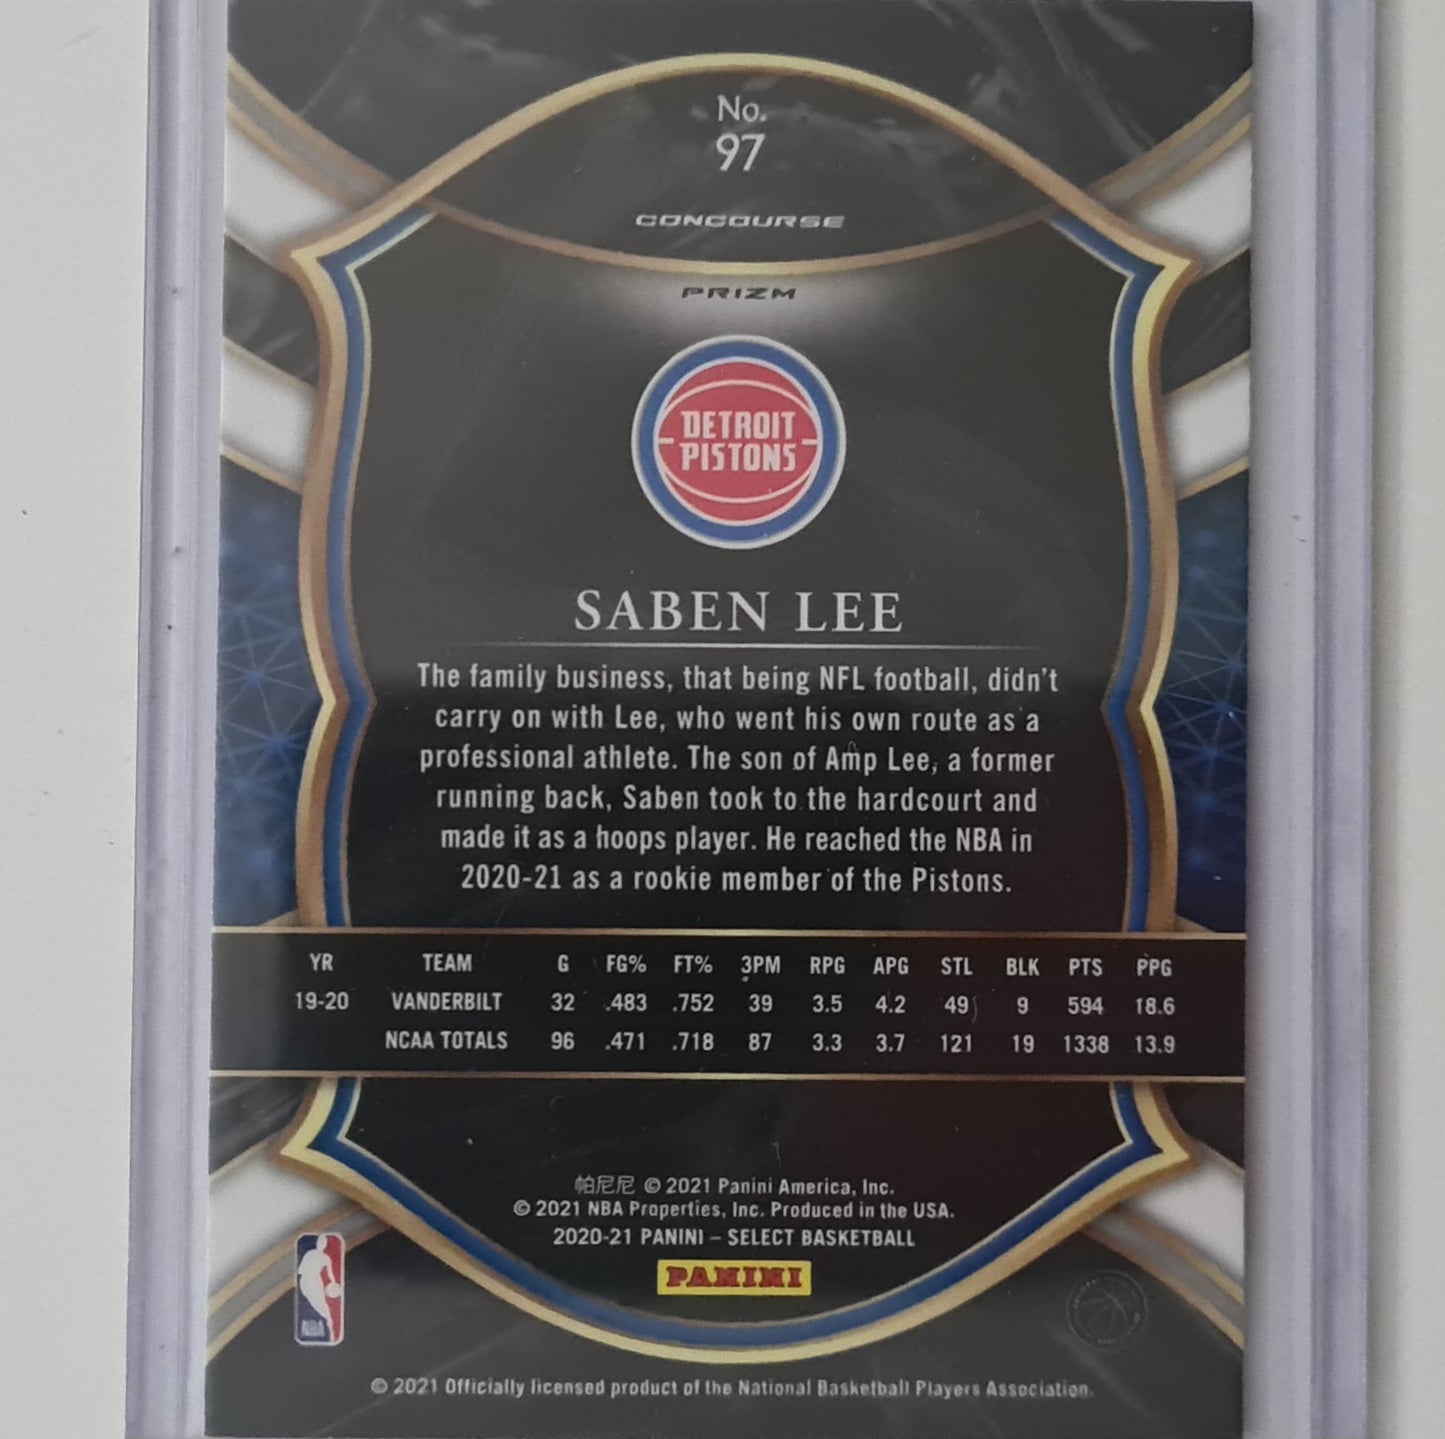 No.
97
CONCOURSE
PRIZM
DETROIT
PISTONS
SABEN LEE
The family business, that being NFL football, didn't
carry on with Lee, who went his own route as a
professional athlete. The son of Amp Lee, a former
running back, Saben took to the hardcourt and
made it as a hoops player. He reached the NBA in
2020-21 as a rookie member of the Pistons.
YR TEAM G FG% FT% 3PM RPG APG STL BLK PTS PPG
19-20 VANDERBILT 32 .483 .752 39 3.5 4.2 49 9 594 18.6
NCAA TOTALS 96 .471 .718 87 3.3 3.7 121 19 1338 13.9
帕尼尼 © 2021 Panini America, Inc.
© 2021 NBA Properties, Inc. Produced in the USA.
2020-21 PANINI – SELECT BASKETBALL
PANINI
NBA
© 2021 Officially licensed product of the National Basketball Players Association.